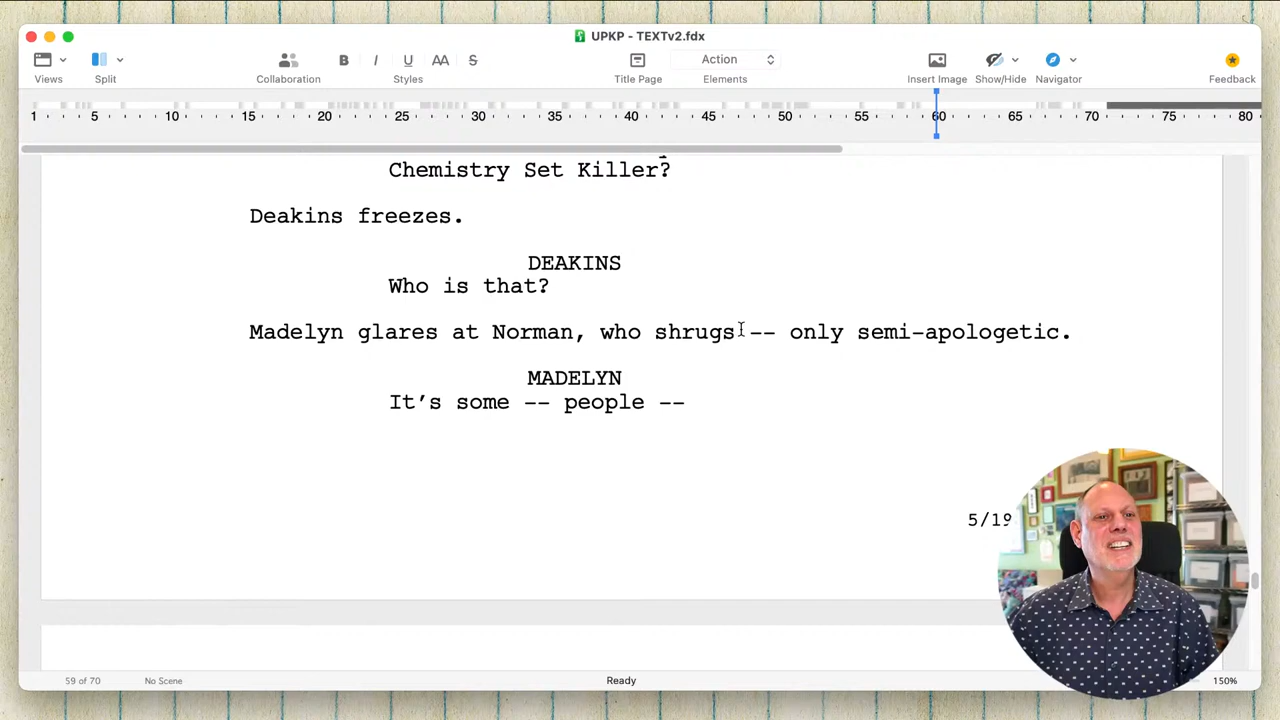 UPKP - TEXTv2.fdx
Views Split Collaboration B I U AA S Styles Title Page Action Elements Insert Image Show/Hide Navigator Feedback
1 5 10 15 20 25 30 35 40 45 50 55 60 65 70 75 80
Chemistry Set Killer?
Deakins freezes.
DEAKINS
Who is that?
Madelyn glares at Norman, who shrugs -- only semi-apologetic.
MADELYN
It’s some -- people --
5/19
59 of 70 No Scene Ready 150%